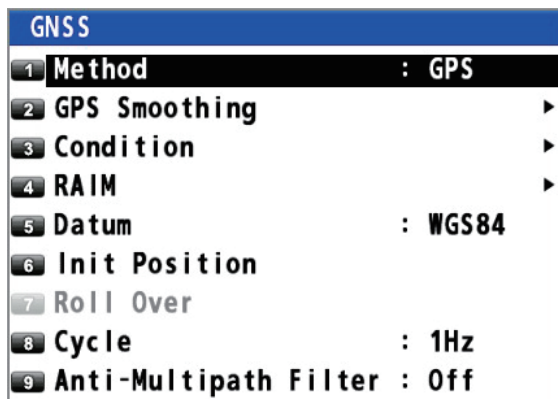 GNSS
1 Method : GPS
2 GPS Smoothing ▶
3 Condition ▶
4 RAIM ▶
5 Datum : WGS84
6 Init Position
7 Roll Over
8 Cycle : 1Hz
9 Anti-Multipath Filter : Off